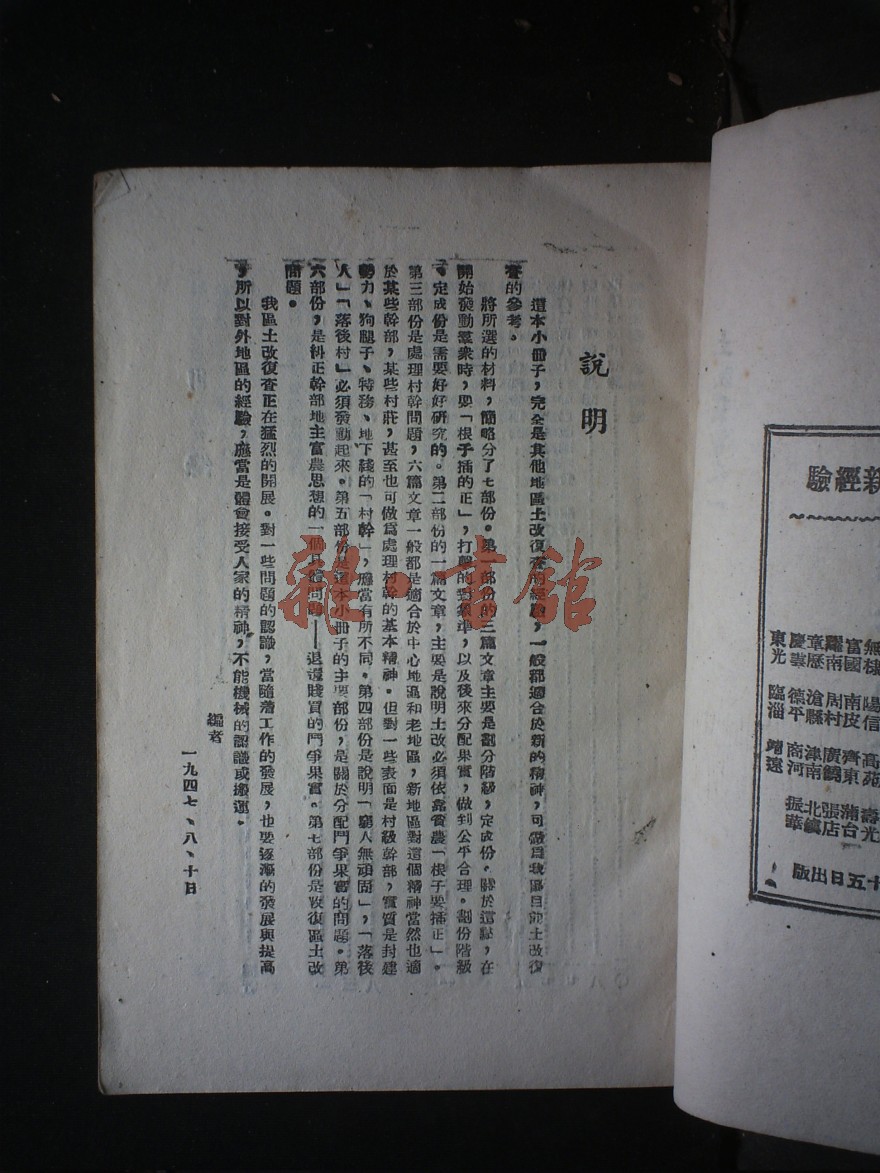 新經驗
無棣 陽信 高苑 壽光
富國 南皮 齊東 蒲台
耀南 周村 廣饒 張店
章歷 滄縣 津南 北鎮
慶雲 德平 商河 振華
東光 臨淄 靖遠
十五日出版
說明
這本小冊子，完全是其他地區土改復查的經驗，一般都適合於新的精神，可做為我區目前土改復
查的參考。
將所選的材料，簡略分了七部份。第一部份的三篇文章主要是劃分階級，定成份。關於這點，在
開始發動羣衆時，要「根子插的正」，打擊的對象準，以及後來分配果實，做到公平合理。劃份階級
、定成份是需要好好研究的。第二部份的一篇文章，主要是說明土改必須依靠貧農「根子要插正」。
第三部份是處理村幹問題，六篇文章一般都是適合於中心地區和老地區，新地區對這個精神當然也適
於某些幹部，某些村莊，甚至也可做為處理村幹的基本精神。但對一些表面是村級幹部，實質是封建
勢力、狗腿子、特務、地下綫的「村幹」，應當有所不同。第四部份是說明「窮人無頑固」，「落後
人」「落後村」必須發動起來。第五部份是這本小冊子的主要部份，是關於分配鬥爭果實的問題。第
六部份，是糾正幹部地主富農思想的一個具體問題——退還賤買的鬥爭果實。第七部份是收復區土改
問題。
我區土改復查正在猛烈的開展。對一些問題的認識，當隨着工作的發展，也要逐漸的發展與提高
，所以對外地區的經驗，應當是體會接受人家的精神，不能機械的認識或搬運。
編者
一九四七、八、十日
雜·書館